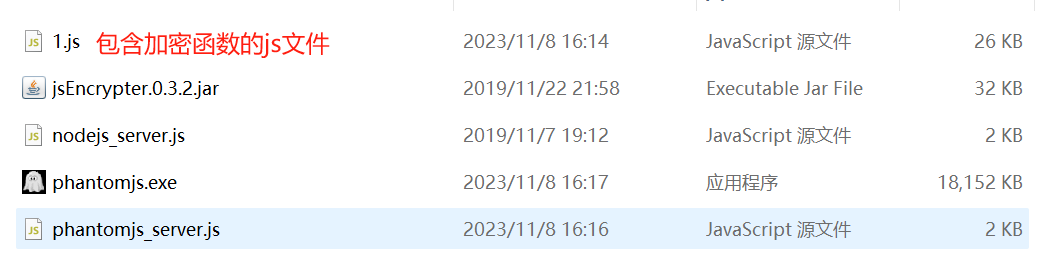 1.js 包含加密函数的js文件 2023/11/8 16:14 JavaScript 源文件 26 KB
jsEncrypter.0.3.2.jar 2019/11/22 21:58 Executable Jar File 32 KB
nodejs_server.js 2019/11/7 19:12 JavaScript 源文件 2 KB
phantomjs.exe 2023/11/8 16:17 应用程序 18,152 KB
phantomjs_server.js 2023/11/8 16:16 JavaScript 源文件 2 KB